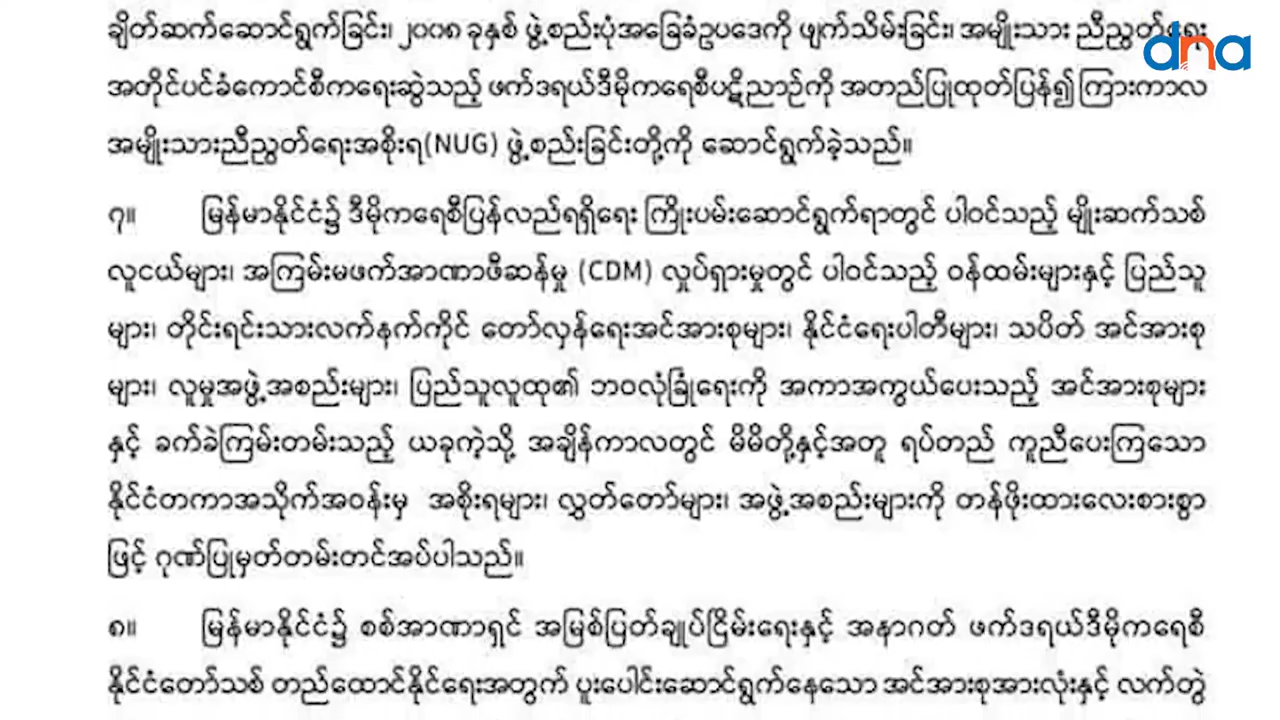 ချိတ်ဆက်ဆောင်ရွက်ခြင်း၊ ၂၀၀၈ ခုနှစ် ဖွဲ့စည်းပုံအခြေခံဥပဒေကို ဖျက်သိမ်းခြင်း၊ အမျိုးသား ညီညွတ်ရေး
dna
အတိုင်ပင်ခံကောင်စီကရေးဆွဲသည့် ဖက်ဒရယ်ဒီမိုကရေစီပဋိညာဉ်ကို အတည်ပြုထုတ်ပြန်၍ ကြားကာလ
အမျိုးသားညီညွတ်ရေးအစိုးရ(NUG) ဖွဲ့စည်းခြင်းတို့ကို ဆောင်ရွက်ခဲ့သည်။
၇။ မြန်မာနိုင်ငံ၌ ဒီမိုကရေစီပြန်လည်ရရှိရေး ကြိုးပမ်းဆောင်ရွက်ရာတွင် ပါဝင်သည့် မျိုးဆက်သစ်
လူငယ်များ၊ အကြမ်းမဖက်အာဏာဖီဆန်မှု (CDM) လှုပ်ရှားမှုတွင် ပါဝင်သည့် ဝန်ထမ်းများနှင့် ပြည်သူ
များ၊ တိုင်းရင်းသားလက်နက်ကိုင် တော်လှန်ရေးအင်အားစုများ၊ နိုင်ငံရေးပါတီများ၊ သပိတ် အင်အားစု
များ၊ လူမှုအဖွဲ့အစည်းများ၊ ပြည်သူလူထု၏ ဘဝလုံခြုံရေးကို အကာအကွယ်ပေးသည့် အင်အားစုများ
နှင့် ခက်ခဲကြမ်းတမ်းသည့် ယခုကဲ့သို့ အချိန်ကာလတွင် မိမိတို့နှင့်အတူ ရပ်တည် ကူညီပေးကြသော
နိုင်ငံတကာအသိုက်အဝန်းမှ အစိုးရများ၊ လွှတ်တော်များ၊ အဖွဲ့အစည်းများကို တန်ဖိုးထားလေးစားစွာ
ဖြင့် ဂုဏ်ပြုမှတ်တမ်းတင်အပ်ပါသည်။
၈။ မြန်မာနိုင်ငံ၌ စစ်အာဏာရှင် အမြစ်ပြတ်ချုပ်ငြိမ်းရေးနှင့် အနာဂတ် ဖက်ဒရယ်ဒီမိုကရေစီ
နိုင်ငံတော်သစ် တည်ထောင်နိုင်ရေးအတွက် ပူးပေါင်းဆောင်ရွက်နေသော အင်အားစုအားလုံးနှင့် လက်တွဲ